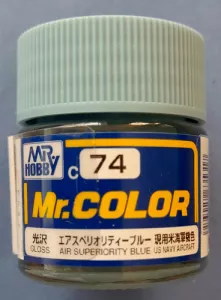 MR
HOBBY
C 74
Mr.COLOR
光沢 エアスペリオリティーブルー 現用米海軍機色
GLOSS AIR SUPERIORITY BLUE US NAVY AIRCRAFT